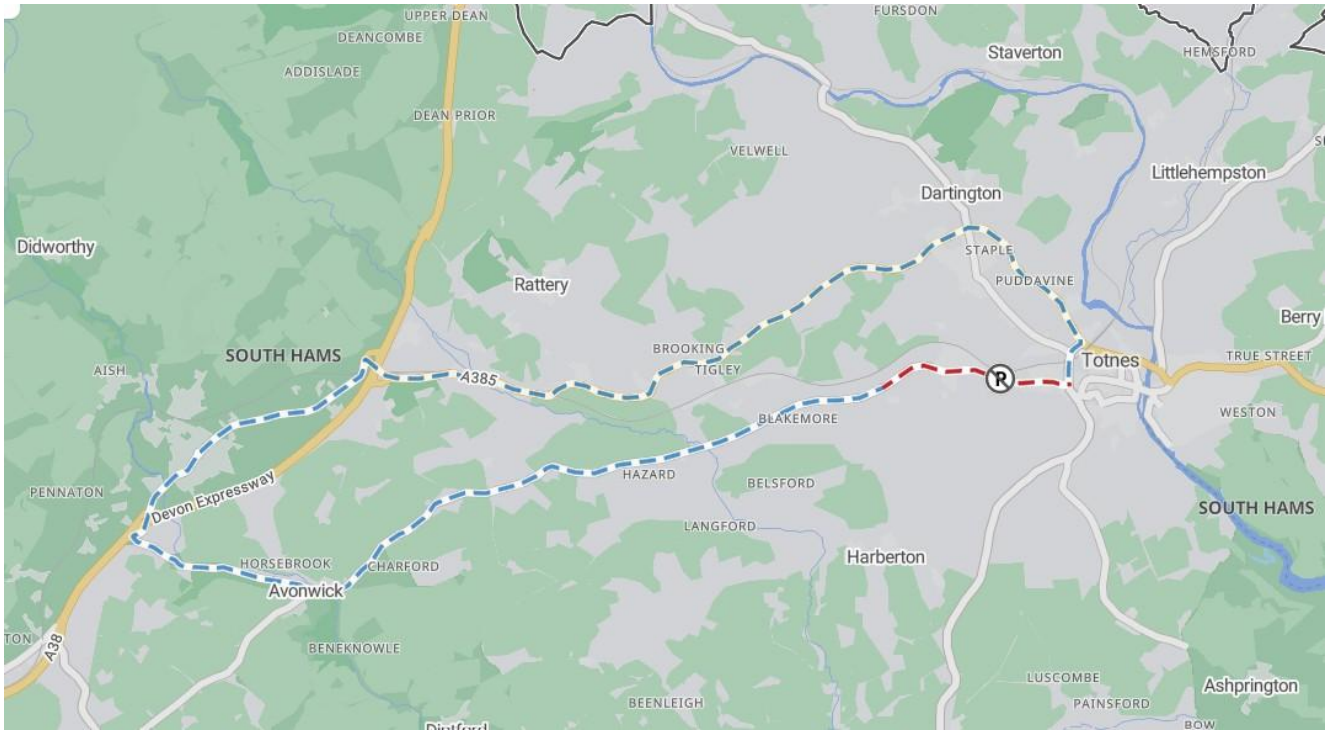 UPPER DEAN
FURSDON
DEANCOMBE
Staverton
HEMSFORD
ADDISLADE
DEAN PRIOR
VELWELL
Littlehempston
Dartington
Didworthy
STAPLE
Rattery
PUDDAVINE
Berry
BROOKING
SOUTH HAMS
TRUE STREET
Totnes
AISH
TIGLEY
A385
P
WESTON
BLAKEMORE
HAZARD
BELSFORD
PENNATON
Devon Expressway
SOUTH HAMS
LANGFORD
Harberton
HORSEBROOK
CHARFORD
Avonwick
TON
A38
BENEKNOWLE
LUSCOMBE
Ashprington
BEENLEIGH
PAINSFORD
BOW